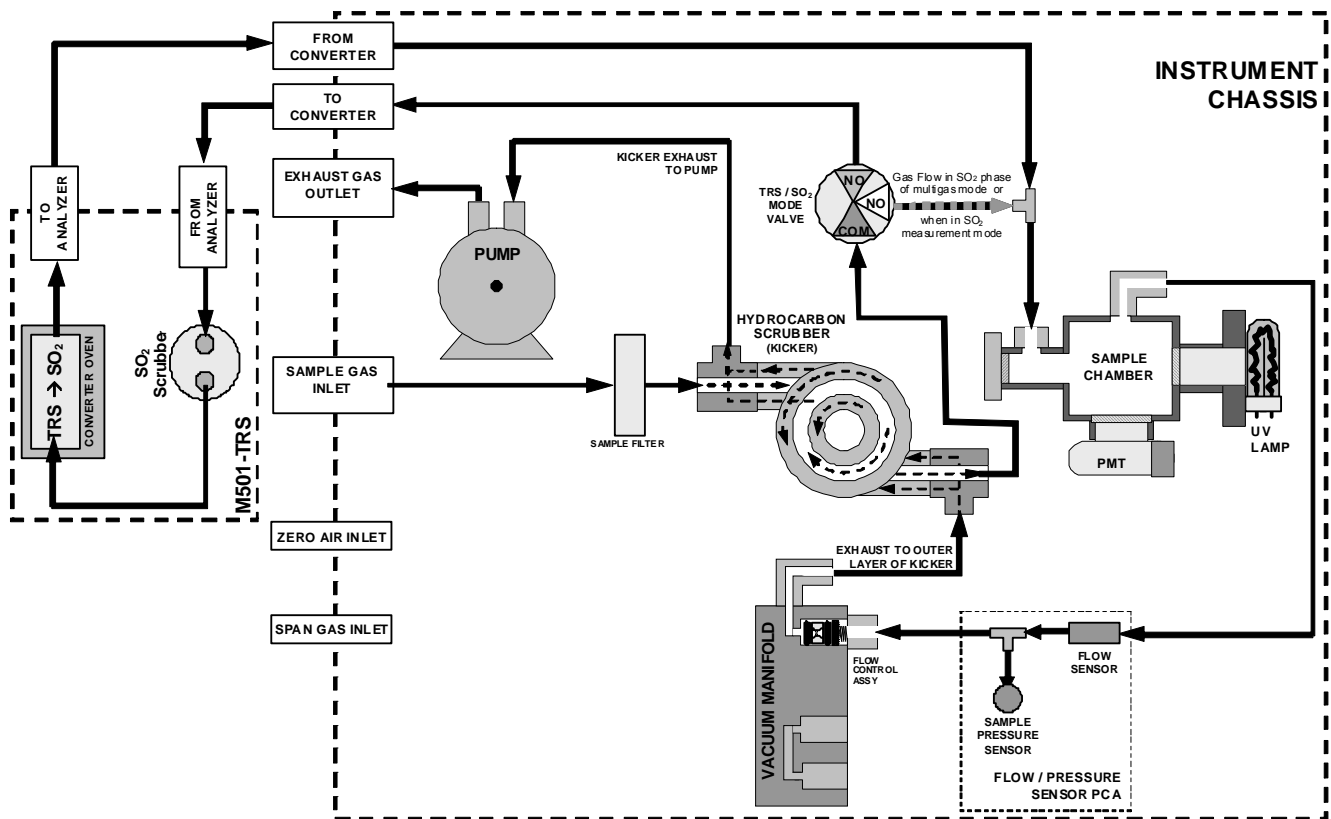 FROM
CONVERTER
INSTRUMENT
CHASSIS
TO
CONVERTER
KICKER EXHAUST
TO PUMP
EXHAUST GAS
OUTLET
TRS / SO₂
MODE
VALVE
NO
NO
COM
Gas Flow in SO₂ phase
of multigas mode or
when in SO₂
measurement mode
TO
ANALYZER
FROM
ANALYZER
PUMP
HYDROCARBON
SCRUBBER
(KICKER)
SAMPLE GAS
INLET
SAMPLE FILTER
SAMPLE
CHAMBER
UV
LAMP
PMT
TRS → SO₂
CONVERTER OVEN
SO₂
Scrubber
M501-TRS
ZERO AIR INLET
SPAN GAS INLET
EXHAUST TO OUTER
LAYER OF KICKER
VACUUM MANIFOLD
FLOW
CONTROL
ASSY
FLOW
SENSOR
SAMPLE
PRESSURE
SENSOR
FLOW / PRESSURE
SENSOR PCA